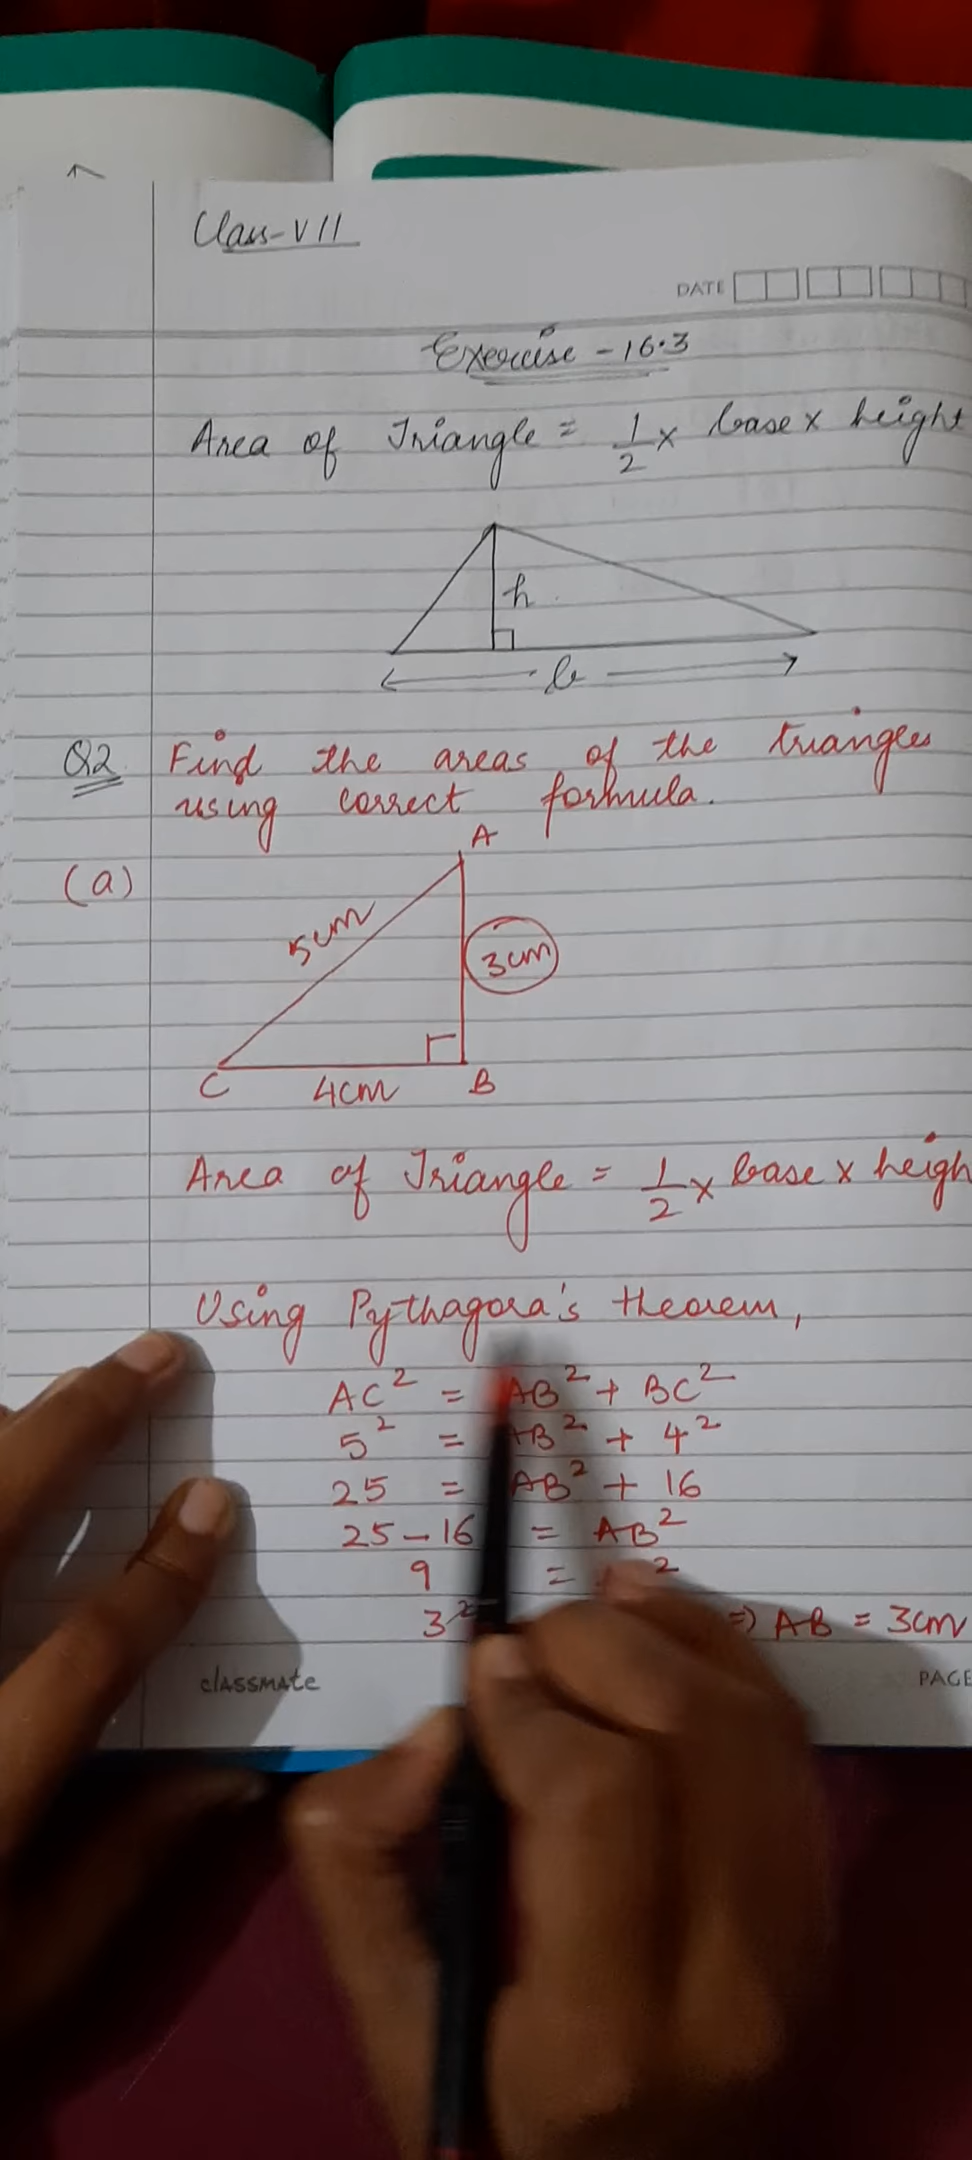 Class-VII
DATE
Exercise - 16.3
Area of Triangle = 1/2 × base × height
h
b
Q2 Find the areas of the triangles
using correct formula.
(a)
A
5cm
3cm
C
4cm
B
Area of Triangle = 1/2 × base × heigh
Using Pythagora's theorem,
AC² = AB² + BC²
5² = AB² + 4²
25 = AB² + 16
25 - 16 = AB²
9 = ²
3² ⇒ AB = 3cm
classmate
PAGE